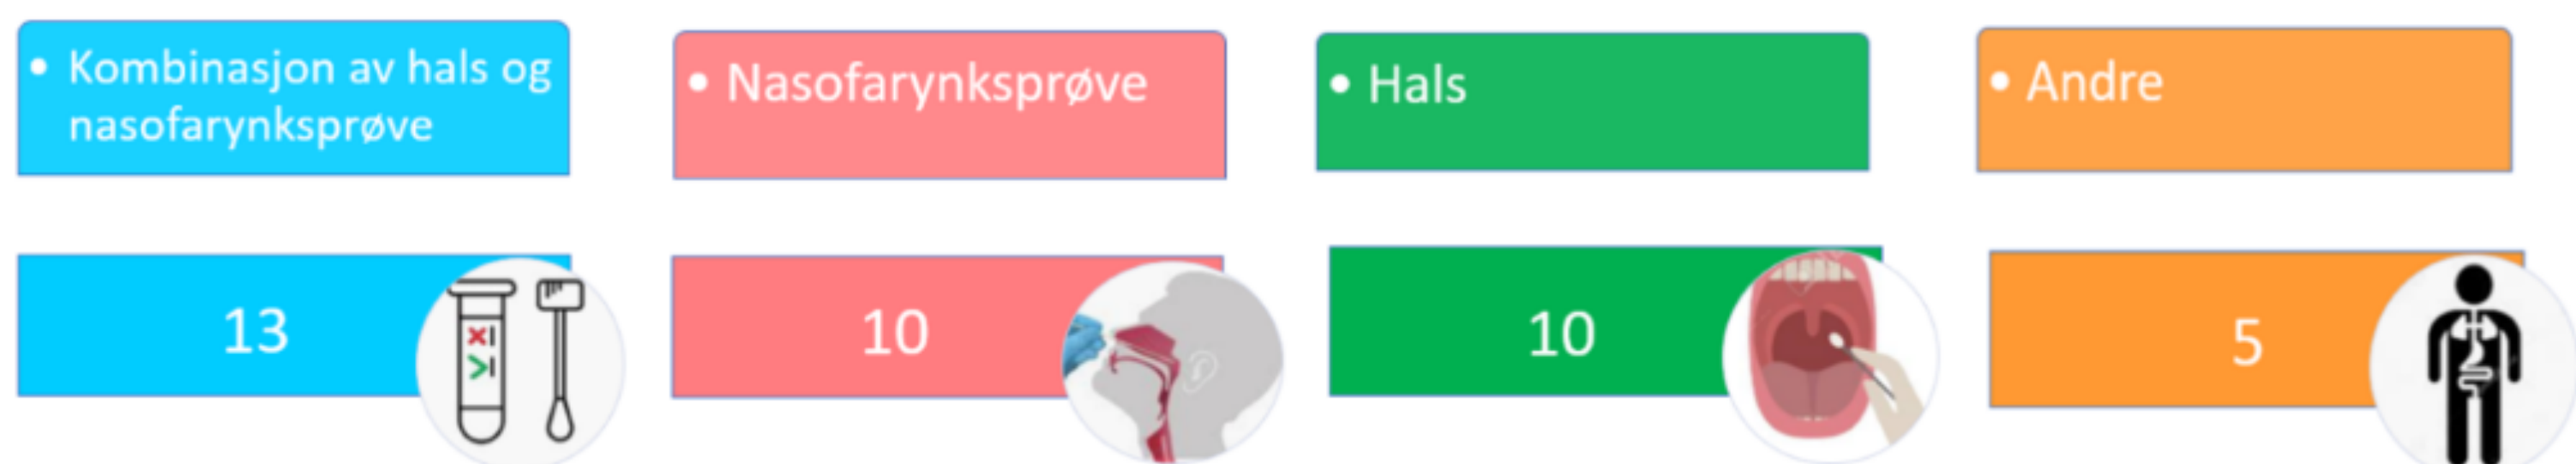 • Kombinasjon av hals og
nasofarynksprøve
• Nasofarynksprøve
• Hals
• Andre
13
10
10
5